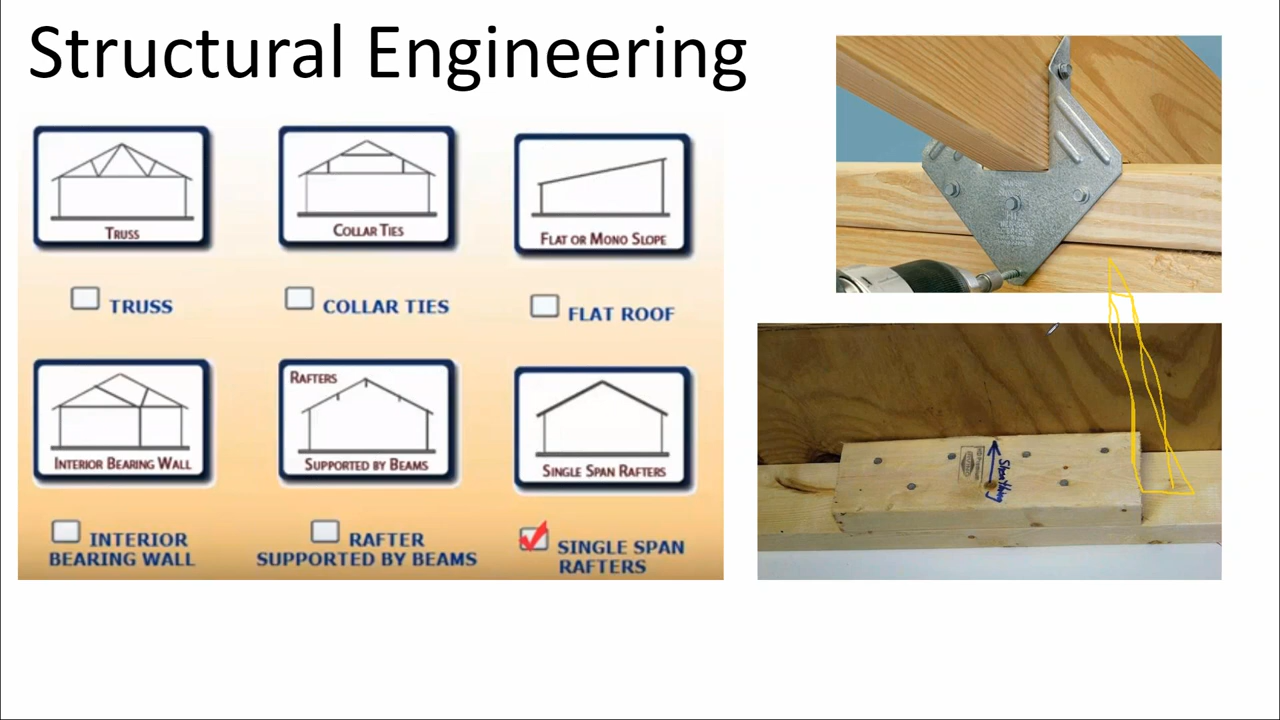 Structural Engineering
TRUSS
COLLAR TIES
FLAT OR MONO SLOPE
TRUSS
COLLAR TIES
FLAT ROOF
INTERIOR BEARING WALL
RAFTERS
SUPPORTED BY BEAMS
SINGLE SPAN RAFTERS
INTERIOR
BEARING WALL
RAFTER
SUPPORTED BY BEAMS
SINGLE SPAN
RAFTERS
Sheathing